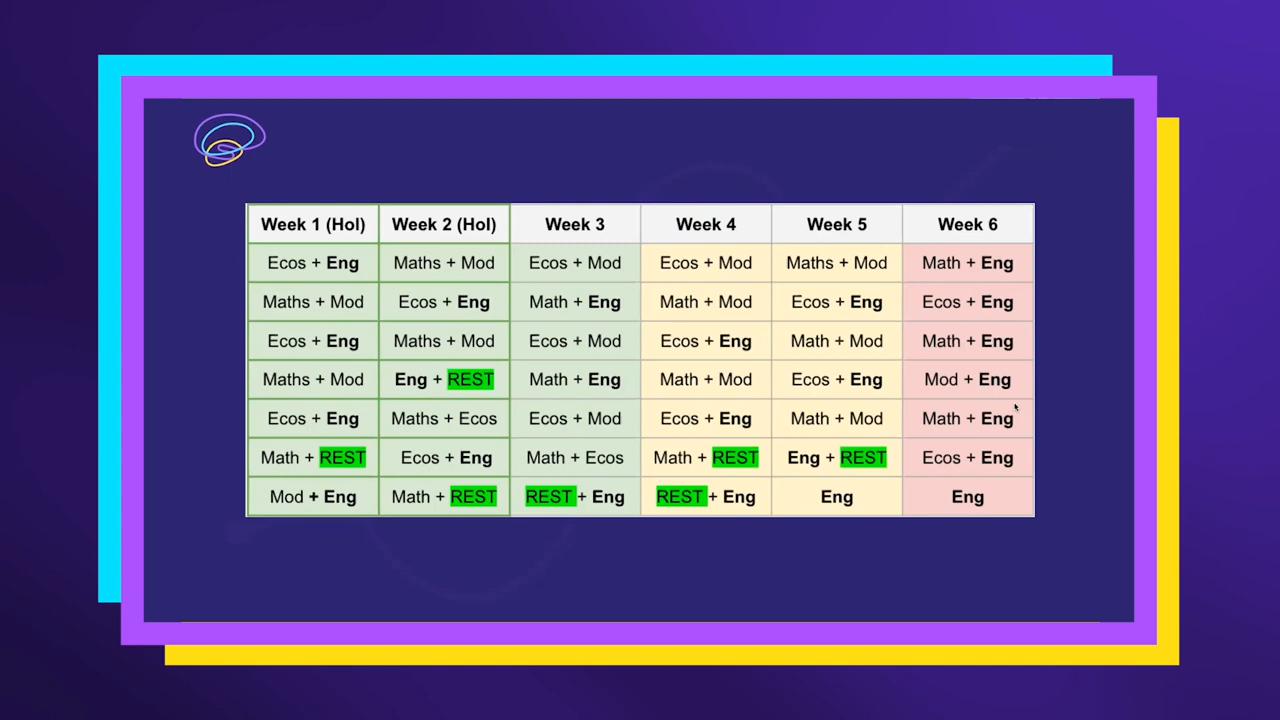 Week 1 (Hol) Week 2 (Hol) Week 3 Week 4 Week 5 Week 6
Ecos + Eng Maths + Mod Ecos + Mod Ecos + Mod Maths + Mod Math + Eng
Maths + Mod Ecos + Eng Math + Eng Math + Mod Ecos + Eng Ecos + Eng
Ecos + Eng Maths + Mod Ecos + Mod Ecos + Eng Math + Mod Math + Eng
Maths + Mod Eng + REST Math + Eng Math + Mod Ecos + Eng Mod + Eng
Ecos + Eng Maths + Ecos Ecos + Mod Ecos + Eng Math + Mod Math + Eng
Math + REST Ecos + Eng Math + Ecos Math + REST Eng + REST Ecos + Eng
Mod + Eng Math + REST REST + Eng REST + Eng Eng Eng